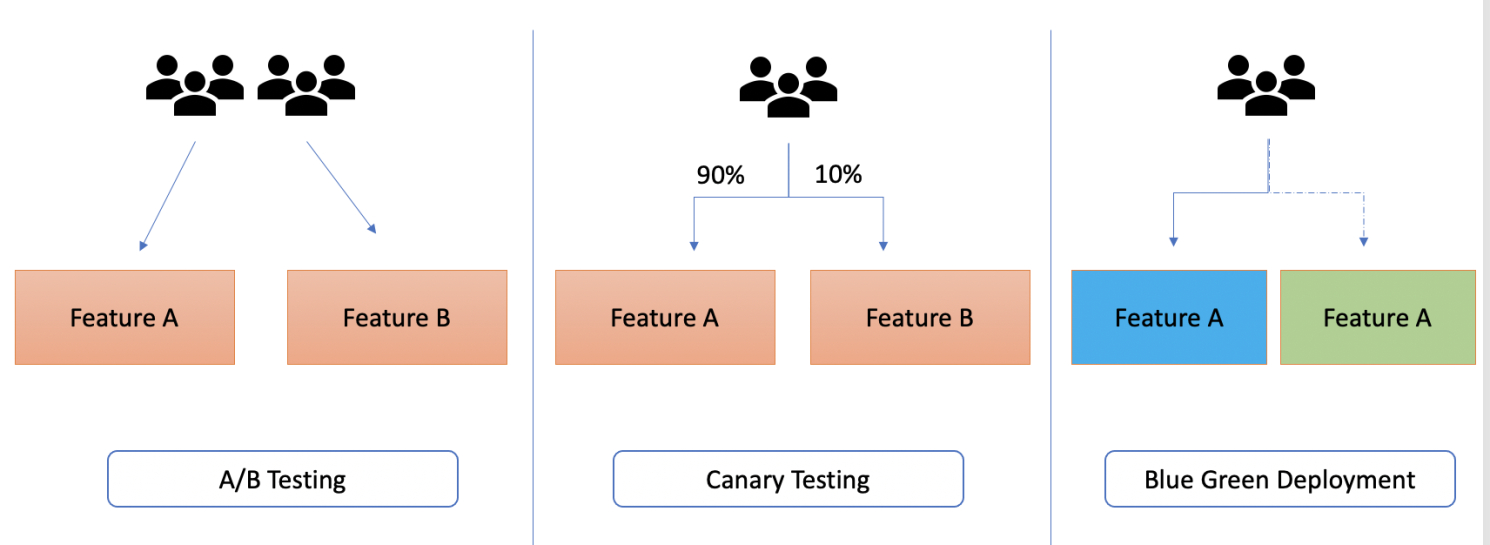 90%
10%
Feature A
Feature B
Feature A
Feature B
Feature A
Feature A
A/B Testing
Canary Testing
Blue Green Deployment